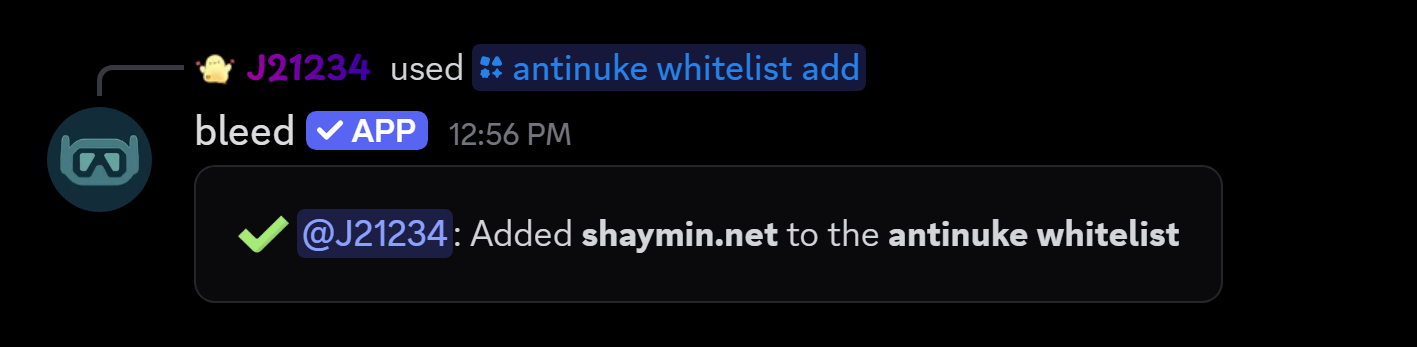 J21234 used antinuke whitelist add
bleed APP 12:56 PM
@J21234: Added shaymin.net to the antinuke whitelist